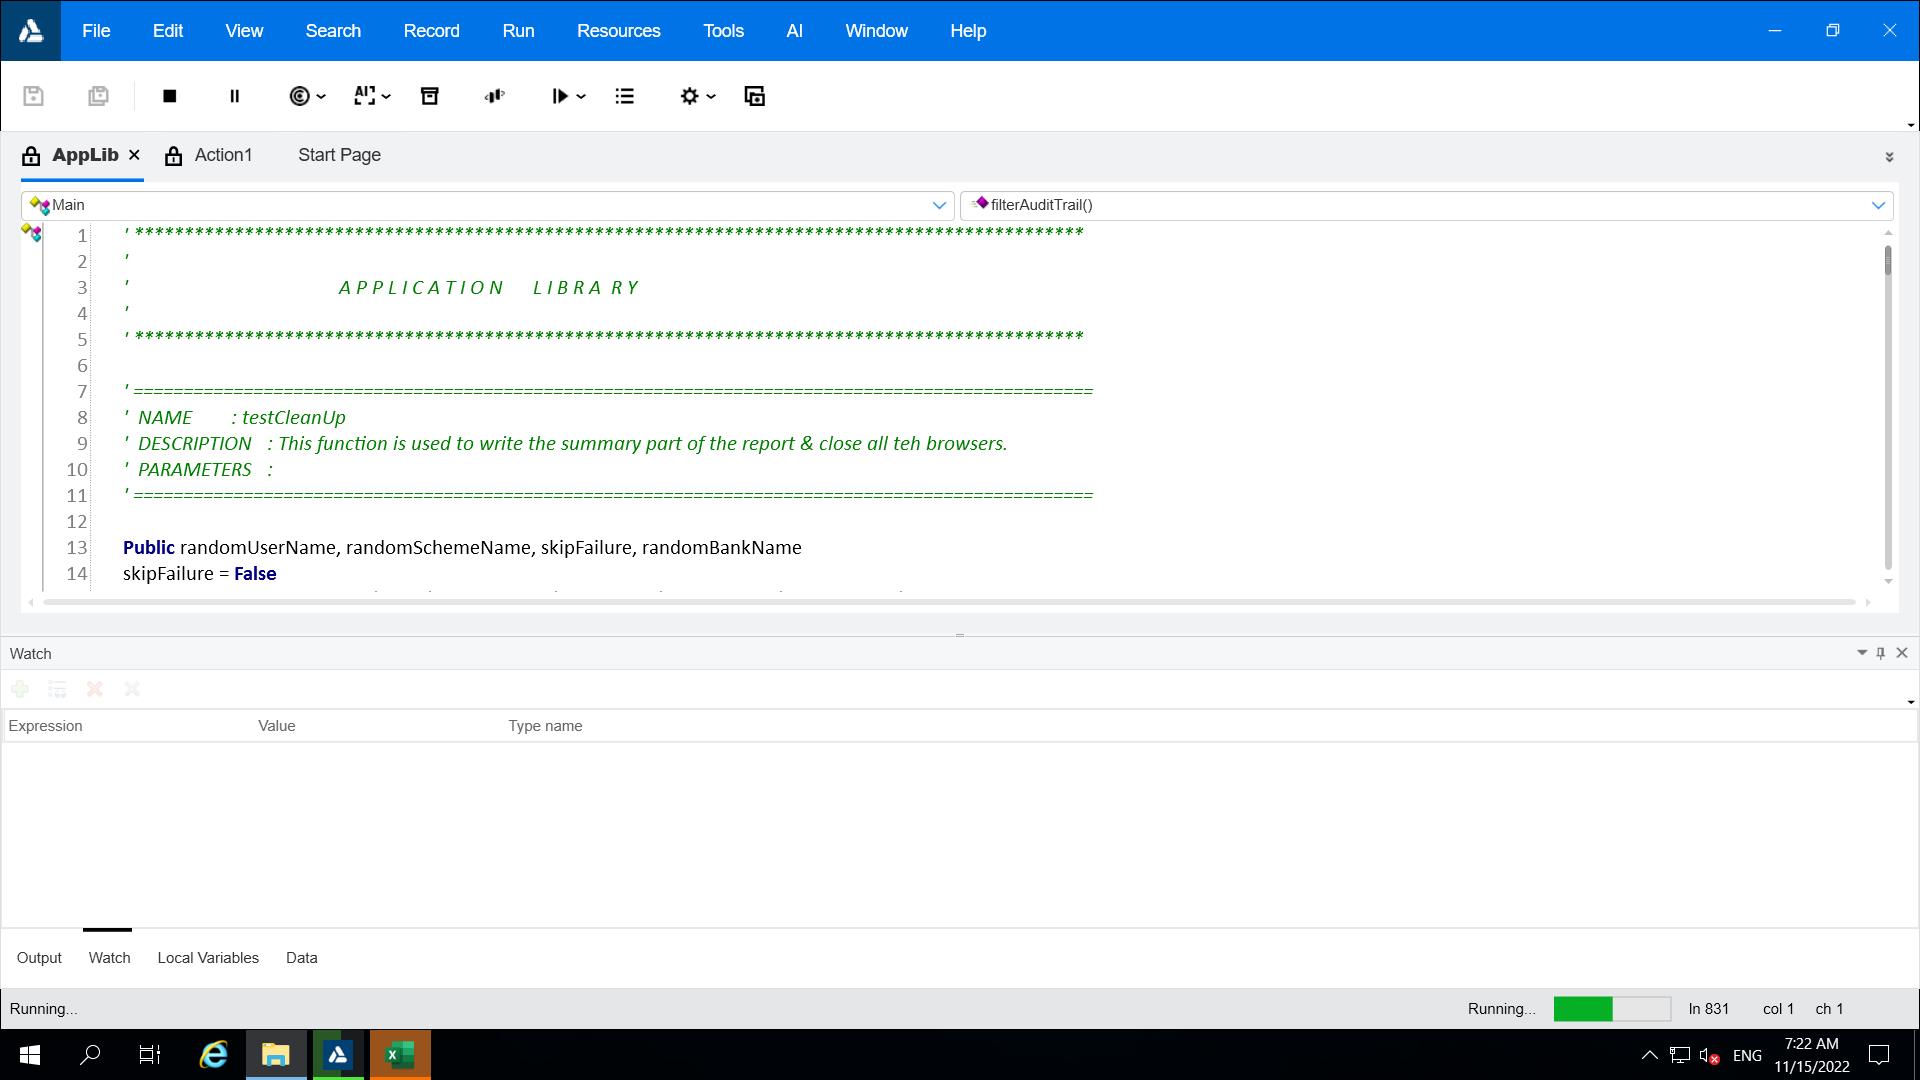 File Edit View Search Record Run Resources Tools AI Window Help
AppLib Action1 Start Page
Main filterAuditTrail()
1 ' ***********************************************************************************************
2 '
3 ' A P P L I C A T I O N L I B R A R Y
4 '
5 ' ***********************************************************************************************
6
7 ' ================================================================================================
8 ' NAME : testCleanUp
9 ' DESCRIPTION : This function is used to write the summary part of the report & close all teh browsers.
10 ' PARAMETERS :
11 ' ================================================================================================
12
13 Public randomUserName, randomSchemeName, skipFailure, randomBankName
14 skipFailure = False
Watch
Expression Value Type name
Output Watch Local Variables Data
Running... Running... ln 831 col 1 ch 1
ENG 7:22 AM
11/15/2022